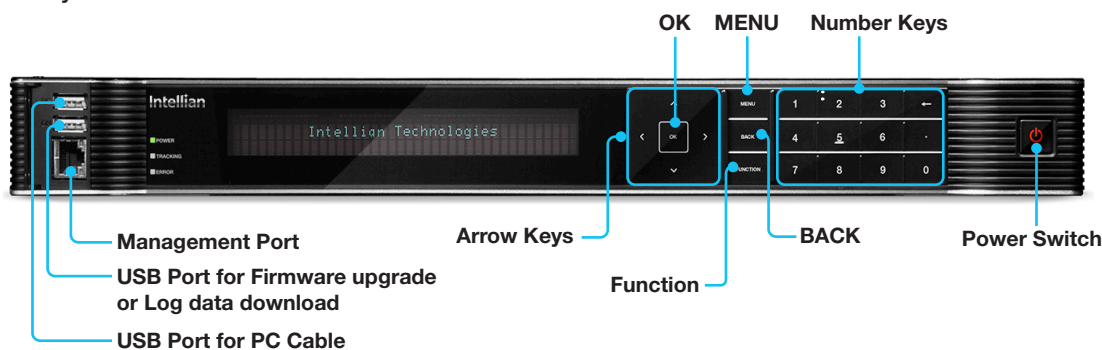 OK MENU Number Keys
Intellian
Intellian Technologies
POWER
TRACKING
ERROR
OK
MENU
BACK
FUNCTION
1 2 3 ←
4 5 6 ·
7 8 9 0
Management Port
Arrow Keys
BACK
Power Switch
USB Port for Firmware upgrade
or Log data download
Function
USB Port for PC Cable